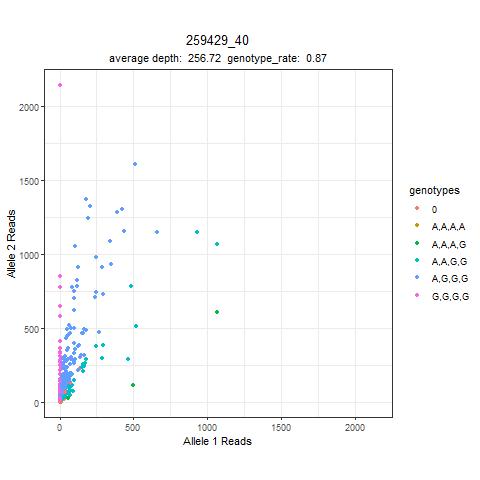 259429_40
average depth:  256.72  genotype_rate:  0.87
2000
1500
1000
500
0
Allele 2 Reads
0
500
1000
1500
2000
Allele 1 Reads
genotypes
0
A,A,A,A
A,A,A,G
A,A,G,G
A,G,G,G
G,G,G,G